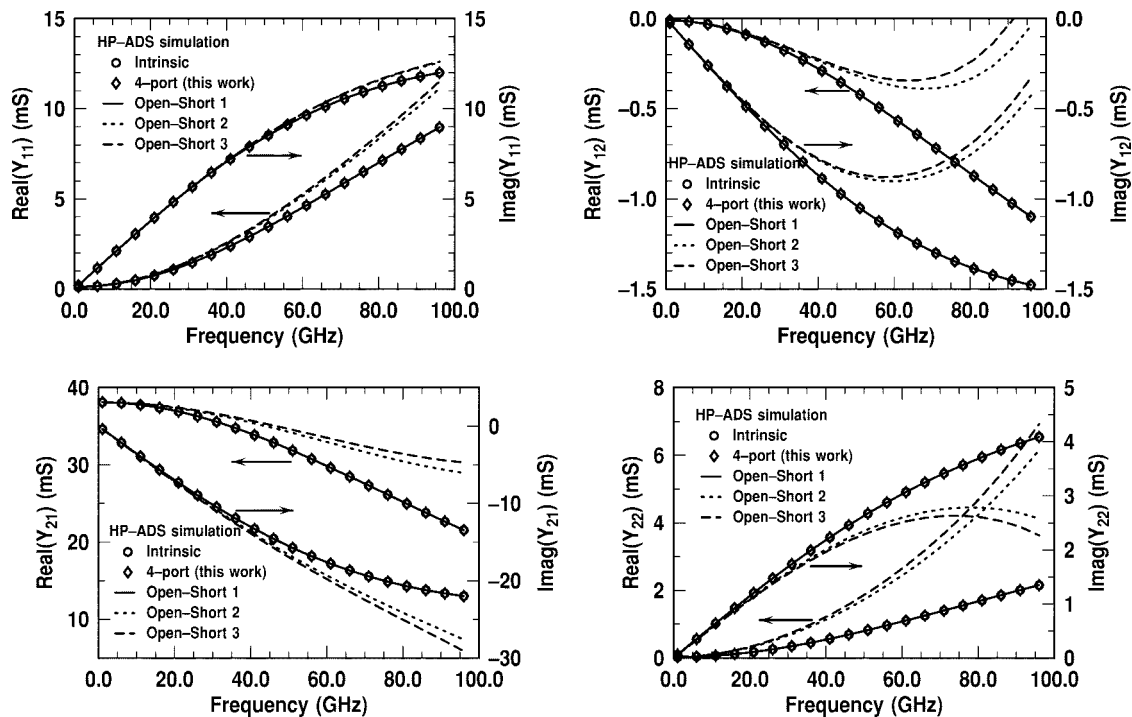 HP–ADS simulation
Intrinsic
4–port (this work)
Open–Short 1
Open–Short 2
Open–Short 3
Real(Y11) (mS)
15
10
5
0
15
10
5
0
Imag(Y11) (mS)
0.0 20.0 40.0 60.0 80.0 100.0
Frequency (GHz)
Real(Y12) (mS)
0.0
−0.5
−1.0
−1.5
0.0
−0.5
−1.0
−1.5
Imag(Y12) (mS)
HP–ADS simulation
Intrinsic
4–port (this work)
Open–Short 1
Open–Short 2
Open–Short 3
0.0 20.0 40.0 60.0 80.0 100.0
Frequency (GHz)
Real(Y21) (mS)
40
30
20
10
0
−10
−20
−30
Imag(Y21) (mS)
HP–ADS simulation
Intrinsic
4–port (this work)
Open–Short 1
Open–Short 2
Open–Short 3
0.0 20.0 40.0 60.0 80.0 100.0
Frequency (GHz)
HP–ADS simulation
Intrinsic
4–port (this work)
Open–Short 1
Open–Short 2
Open–Short 3
Real(Y22) (mS)
8
6
4
2
0
5
4
3
2
1
0
Imag(Y22) (mS)
0.0 20.0 40.0 60.0 80.0 100.0
Frequency (GHz)